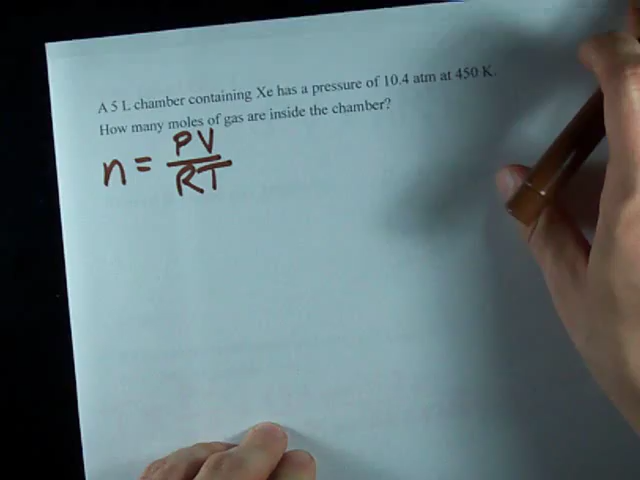 A 5 L chamber containing Xe has a pressure of 10.4 atm at 450 K.
How many moles of gas are inside the chamber?
n = PV
RT